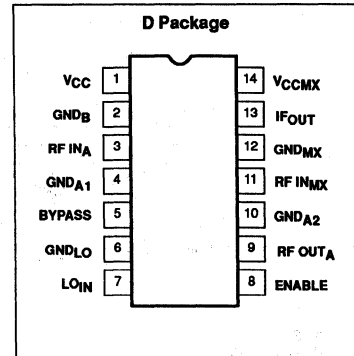 D Package
VCC 1 14 VCCMX
GNDB 2 13 IFOUT
RF INA 3 12 GNDMX
GNDA1 4 11 RF INMX
BYPASS 5 10 GNDA2
GNDLO 6 9 RF OUTA
LOIN 7 8 ENABLE